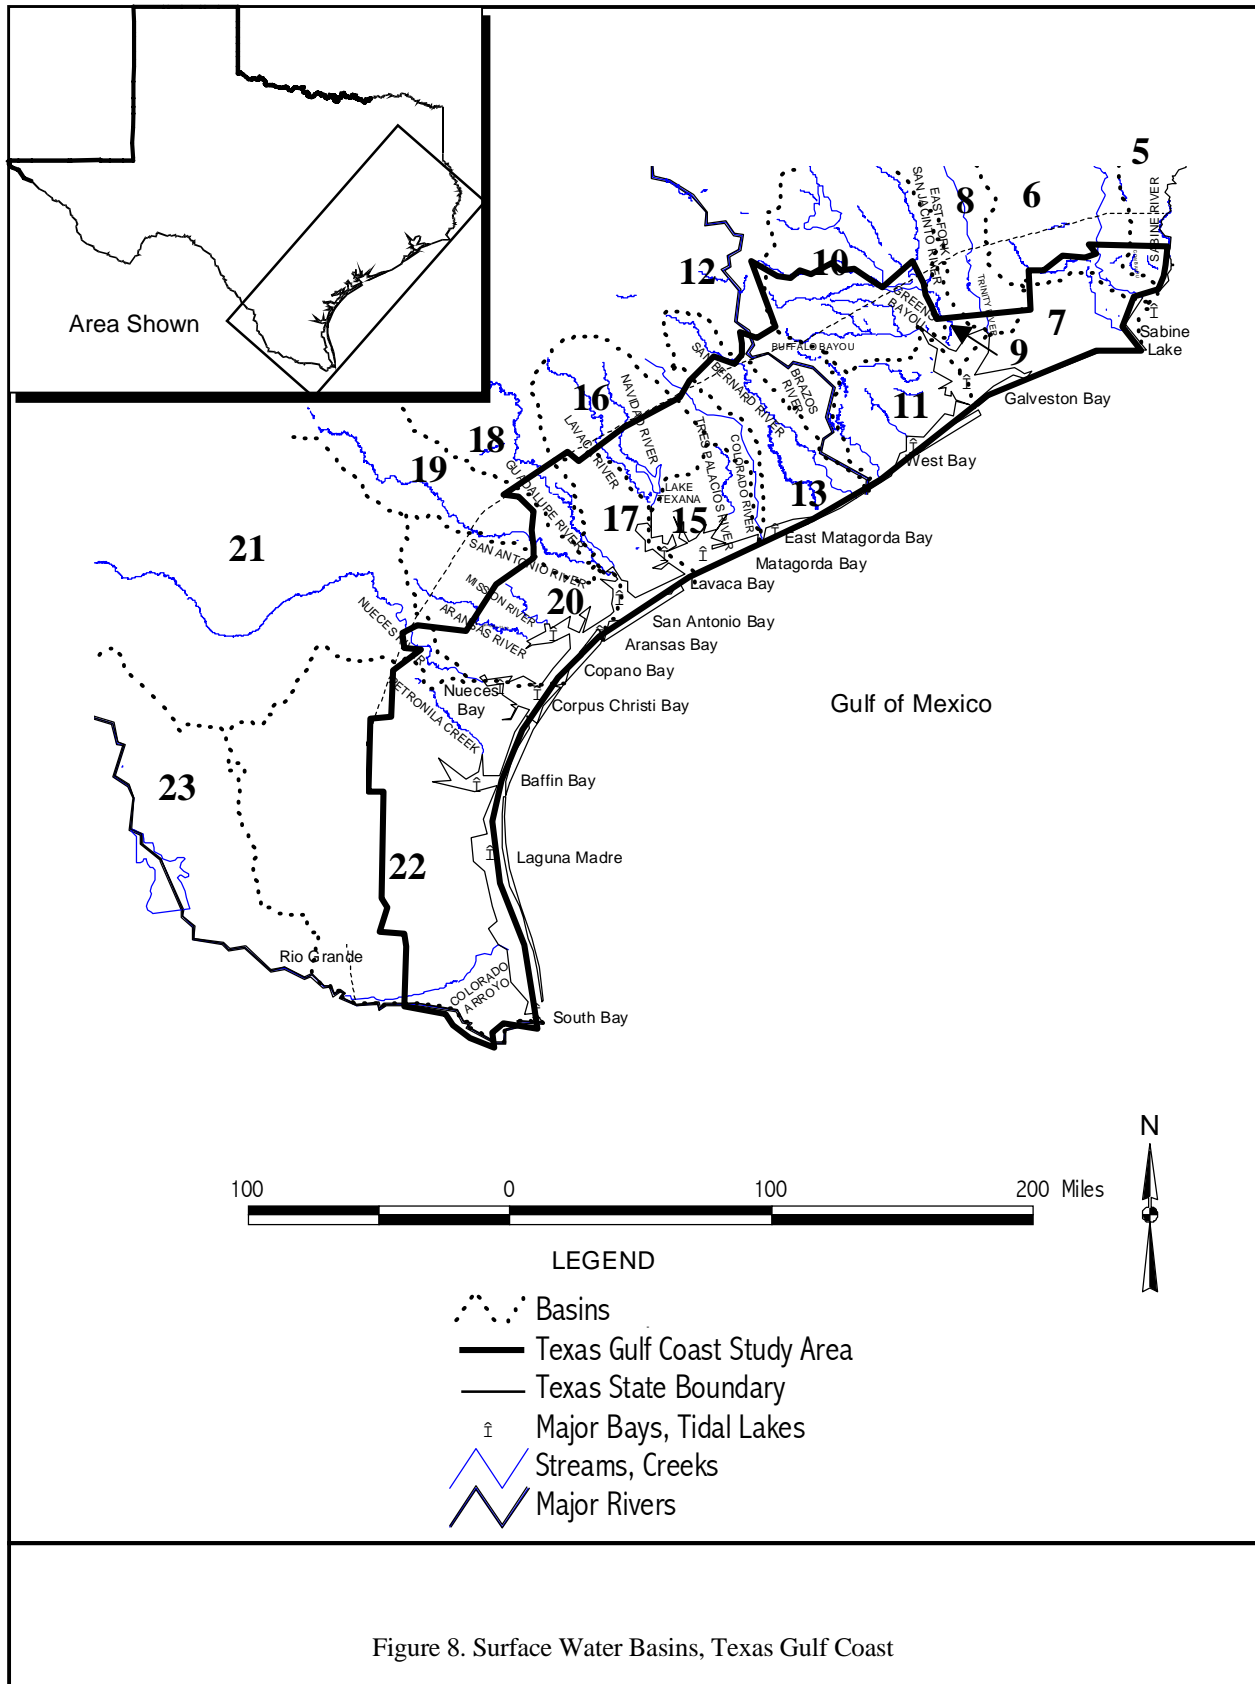 Area Shown
5
6
8
SABINE RIVER
EAST FORK
SAN JACINTO RIVER
12
10
GREENS
BAYOU
TRINITY RIVER
7
Sabine
Lake
BUFFALO BAYOU
9
SAN BERNARD RIVER
BRAZOS
RIVER
11
Galveston Bay
16
NAVIDAD RIVER
LAVACA RIVER
TRES PALACIOS RIVER
COLORADO RIVER
West Bay
18
19
GUADALUPE RIVER
LAKE
TEXANA
13
17
15
East Matagorda Bay
21
SAN ANTONIO RIVER
Matagorda Bay
Lavaca Bay
MISSION RIVER
20
NUECES RIVER
ARANSAS RIVER
San Antonio Bay
Aransas Bay
Copano Bay
Nueces
Bay
Corpus Christi Bay
Gulf of Mexico
PETRONILA CREEK
Baffin Bay
23
22
Laguna Madre
Rio Grande
COLORADO
ARROYO
South Bay
N
100 0 100 200 Miles
LEGEND
Basins
Texas Gulf Coast Study Area
Texas State Boundary
Major Bays, Tidal Lakes
Streams, Creeks
Major Rivers
Figure 8. Surface Water Basins, Texas Gulf Coast